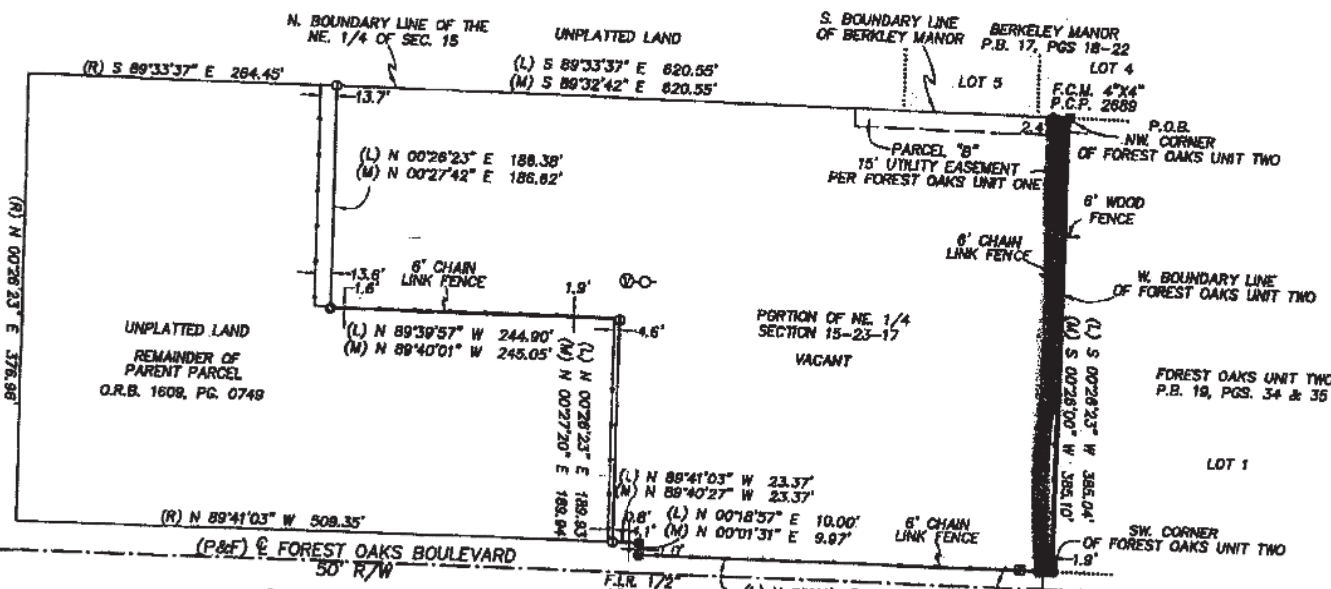 N. BOUNDARY LINE OF THE
NE. 1/4 OF SEC. 15
UNPLATTED LAND
S. BOUNDARY LINE
OF BERKLEY MANOR
BERKELEY MANOR
P.B. 17, PGS 18-22
LOT 4
LOT 5
(R) S 89°33'37" E 264.45'
(L) S 89°33'37" E 620.55'
(M) S 89°32'42" E 620.55'
F.C.M. 4"X4"
P.C.P. 2689
13.7'
2.4
P.O.B.
NW. CORNER
OF FOREST OAKS UNIT TWO
PARCEL "B"
15' UTILITY EASEMENT
PER FOREST OAKS UNIT ONE
(L) N 00°26'23" E 186.38'
(M) N 00°27'42" E 186.62'
6' WOOD
FENCE
6' CHAIN
LINK FENCE
(R) N 00°26'23" E 376.98'
13.6'
1.6'
6' CHAIN
LINK FENCE
1.9'
W. BOUNDARY LINE
OF FOREST OAKS UNIT TWO
4.6'
(L) N 89°39'57" W 244.90'
(M) N 89°40'01" W 245.05'
PORTION OF NE. 1/4
SECTION 15-23-17
VACANT
UNPLATTED LAND
REMAINDER OF
PARENT PARCEL
O.R.B. 1609, PG. 0749
(L) N 00°26'23" E 189.93'
(M) N 00°27'20" E 189.94'
(L) S 00°26'23" W 385.04'
(M) S 00°26'00" W 385.10'
FOREST OAKS UNIT TWO
P.B. 19, PGS. 34 & 35
LOT 1
(L) N 89°41'03" W 23.37'
(M) N 89°40'27" W 23.37'
(R) N 89°41'03" W 509.35'
0.8'
(L) N 00°18'57" E 10.00'
(M) N 00°01'31" E 9.97'
6' CHAIN
LINK FENCE
SW. CORNER
OF FOREST OAKS UNIT TWO
1.9'
(P&F) ℄ FOREST OAKS BOULEVARD
50' R/W
F.I.R. 1/2"